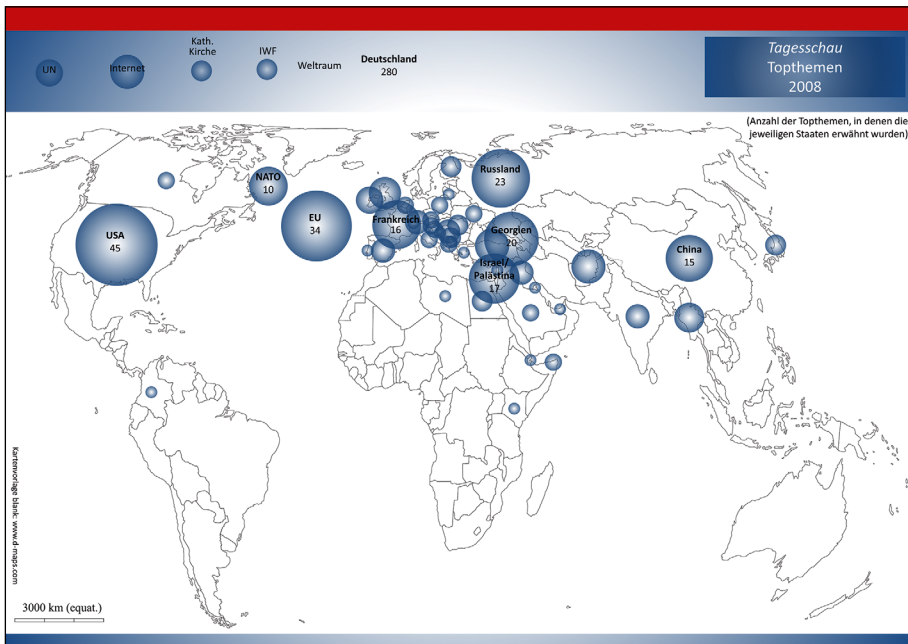 UN
Internet
Kath.
Kirche
IWF
Weltraum
Deutschland
280
Tagesschau
Topthemen
2008
(Anzahl der Topthemen, in denen die
jeweiligen Staaten erwähnt wurden)
NATO
10
Russland
23
USA
45
EU
34
Frankreich
16
Georgien
20
Israel/
Palästina
17
China
15
Kartenvorlage blank: www.d-maps.com
3000 km (equat.)